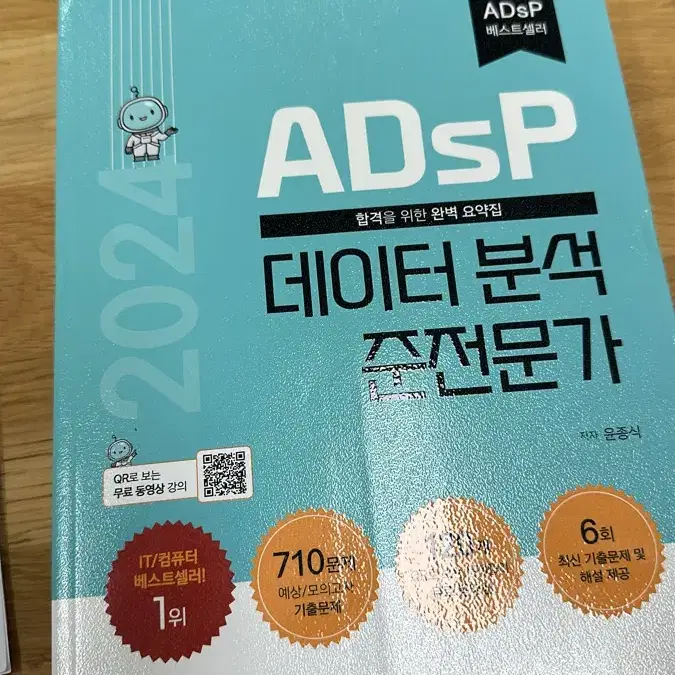 ADsP
베스트셀러
2024
ADsP
합격을 위한 완벽 요약집
데이터 분석
준전문가
저자 윤종식
QR로 보는
무료 동영상 강의
IT/컴퓨터
베스트셀러!
1위
710문제
예상/모의고사
기출문제
6회
최신 기출문제 및
해설 제공